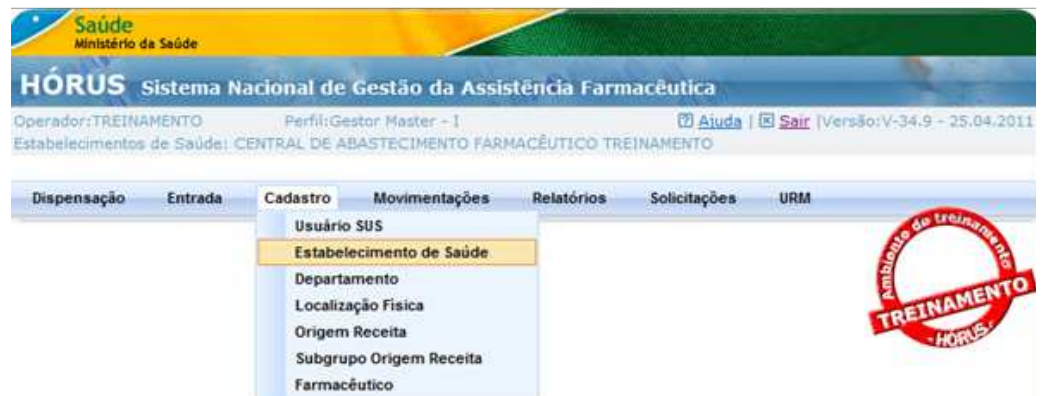 Saúde
Ministério da Saúde
HÓRUS Sistema Nacional de Gestão da Assistência Farmacêutica
Operador:TREINAMENTO Perfil:Gestor Master - I Ajuda | Sair |Versão:V-34.9 - 25.04.2011
Estabelecimentos de Saúde: CENTRAL DE ABASTECIMENTO FARMACÊUTICO TREINAMENTO
Dispensação Entrada Cadastro Movimentações Relatórios Solicitações URM
Usuário SUS
Estabelecimento de Saúde
Departamento
Localização Física
Origem Receita
Subgrupo Origem Receita
Farmacêutico
Ambiente de treinamento
TREINAMENTO
- HÓRUS -